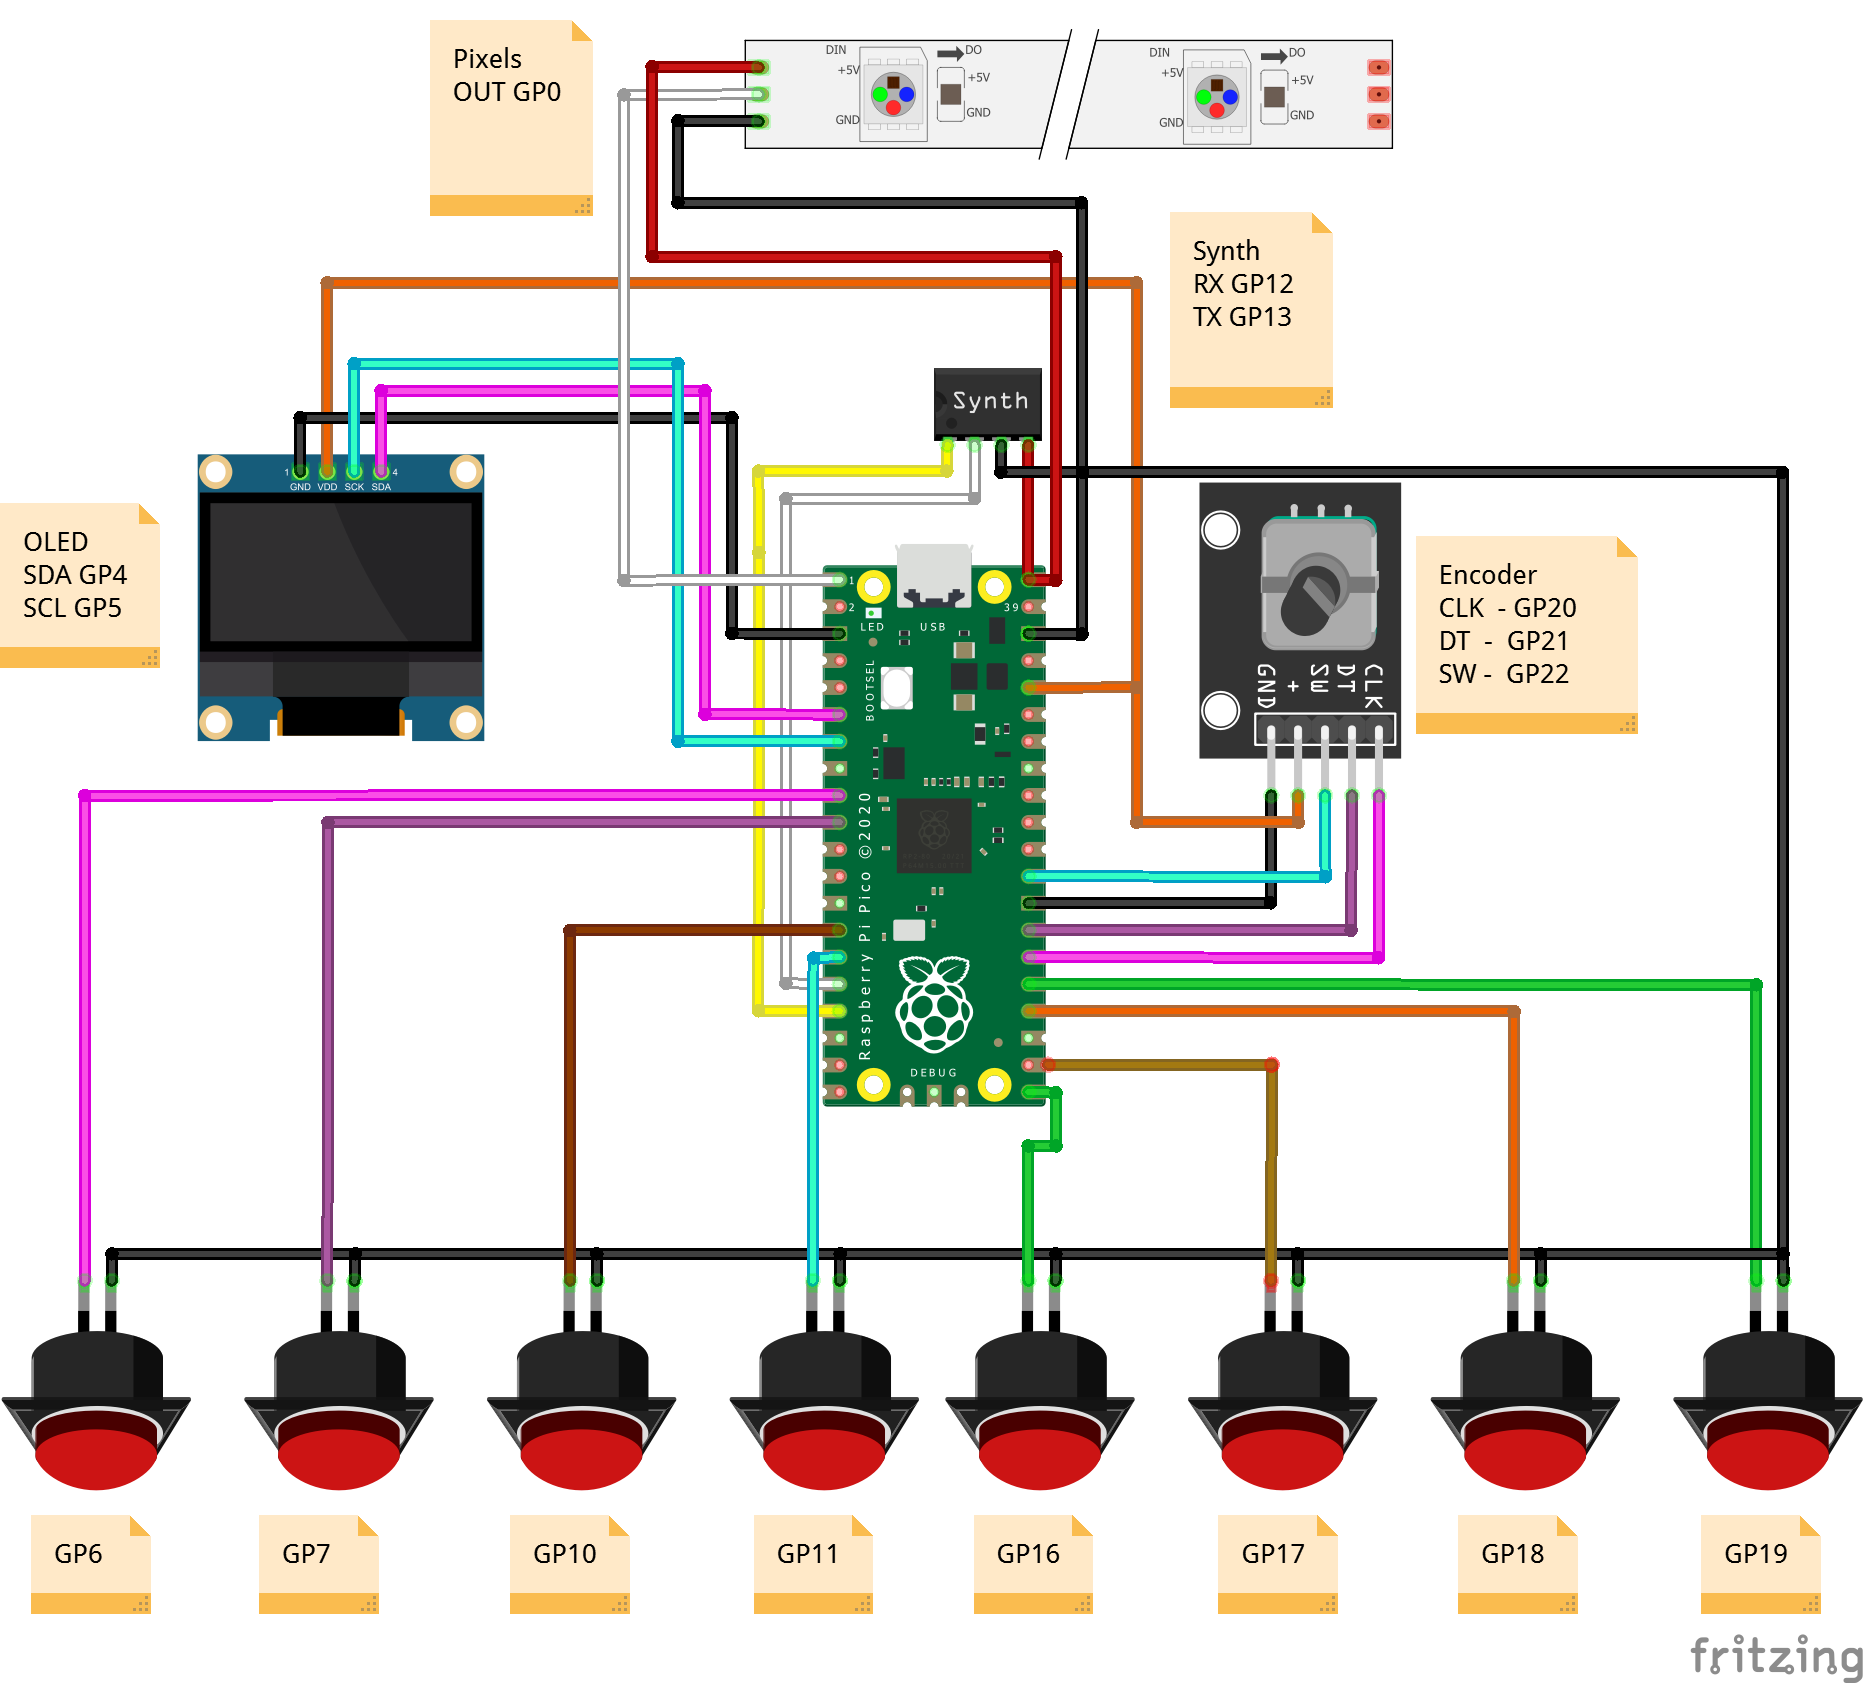 Pixels
OUT GP0
DIN
DO
+5V
+5V
GND
GND
DIN
DO
+5V
+5V
GND
GND
Synth
RX GP12
TX GP13
Synth
1
4
GND VDD SCK SDA
OLED
SDA GP4
SCL GP5
1
2
39
LED
USB
BOOTSEL
Raspberry Pi Pico ©2020
DEBUG
GND
+
SW
DT
CLK
Encoder
CLK  - GP20
DT  -  GP21
SW -  GP22
GP6
GP7
GP10
GP11
GP16
GP17
GP18
GP19
fritzing